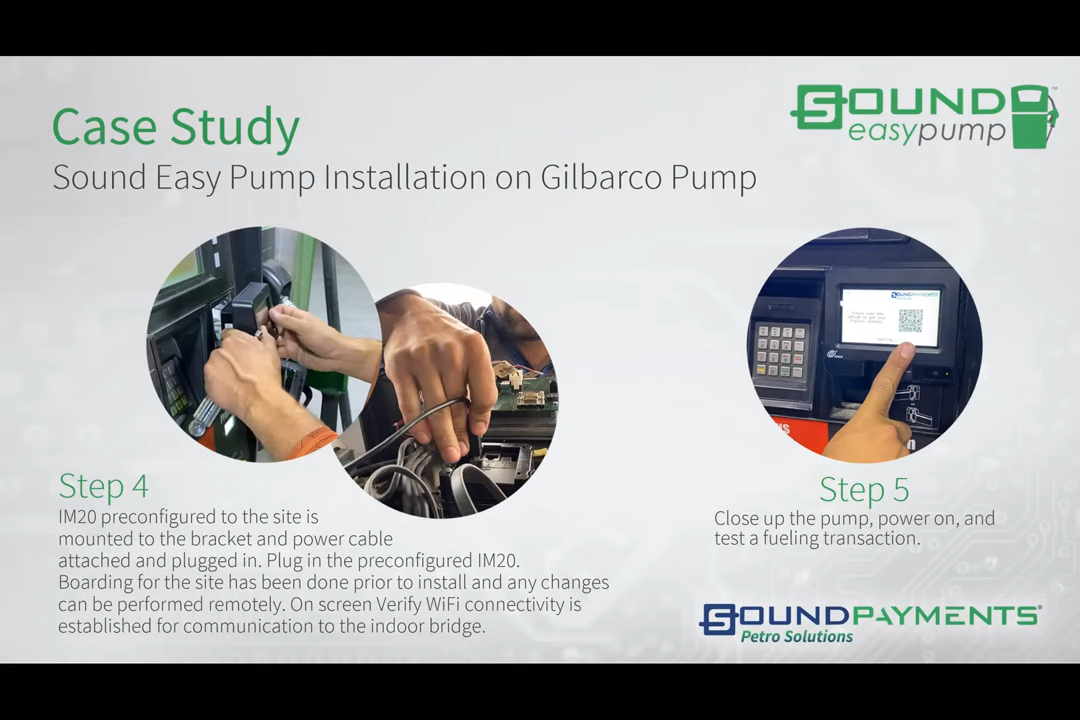 Case Study
Sound Easy Pump Installation on Gilbarco Pump
SOUND
easypump
™
SOUNDPAYMENTS
Step 4
IM20 preconfigured to the site is
mounted to the bracket and power cable
attached and plugged in. Plug in the preconfigured IM20.
Boarding for the site has been done prior to install and any changes
can be performed remotely. On screen Verify WiFi connectivity is
established for communication to the indoor bridge.
Step 5
Close up the pump, power on, and
test a fueling transaction.
SOUNDPAYMENTS®
Petro Solutions